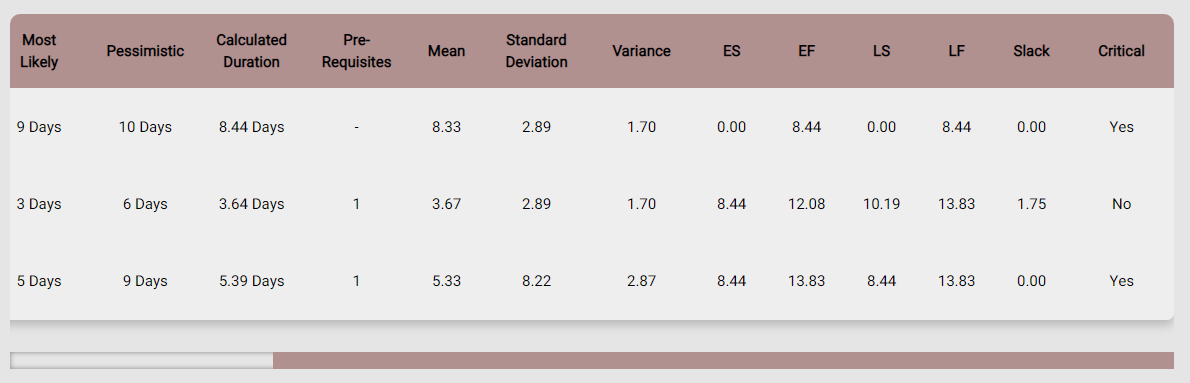 Most Likely Pessimistic Calculated Duration Pre-Requisites Mean Standard Deviation Variance ES EF LS LF Slack Critical
9 Days 10 Days 8.44 Days - 8.33 2.89 1.70 0.00 8.44 0.00 8.44 0.00 Yes
3 Days 6 Days 3.64 Days 1 3.67 2.89 1.70 8.44 12.08 10.19 13.83 1.75 No
5 Days 9 Days 5.39 Days 1 5.33 8.22 2.87 8.44 13.83 8.44 13.83 0.00 Yes